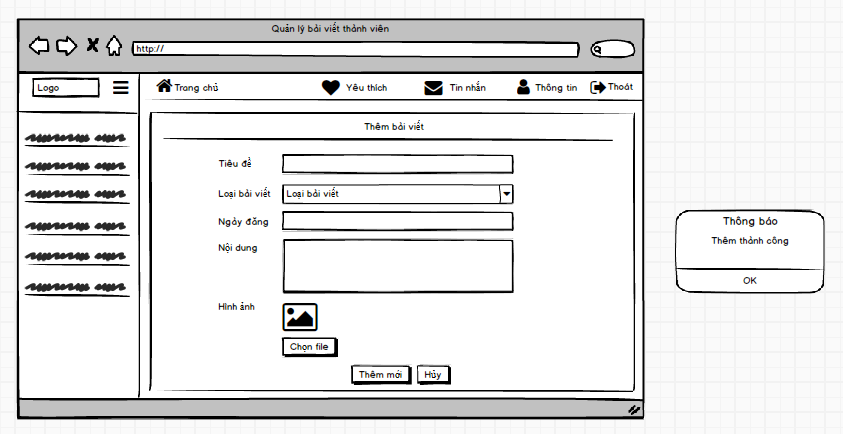 Quản lý bài viết thành viên
http://
Logo
Trang chủ
Yêu thích
Tin nhắn
Thông tin
Thoát
Thêm bài viết
Tiêu đề
Loại bài viết
Loại bài viết
Ngày đăng
Nội dung
Hình ảnh
Chọn file
Thêm mới
Hủy
Thông báo
Thêm thành công
OK